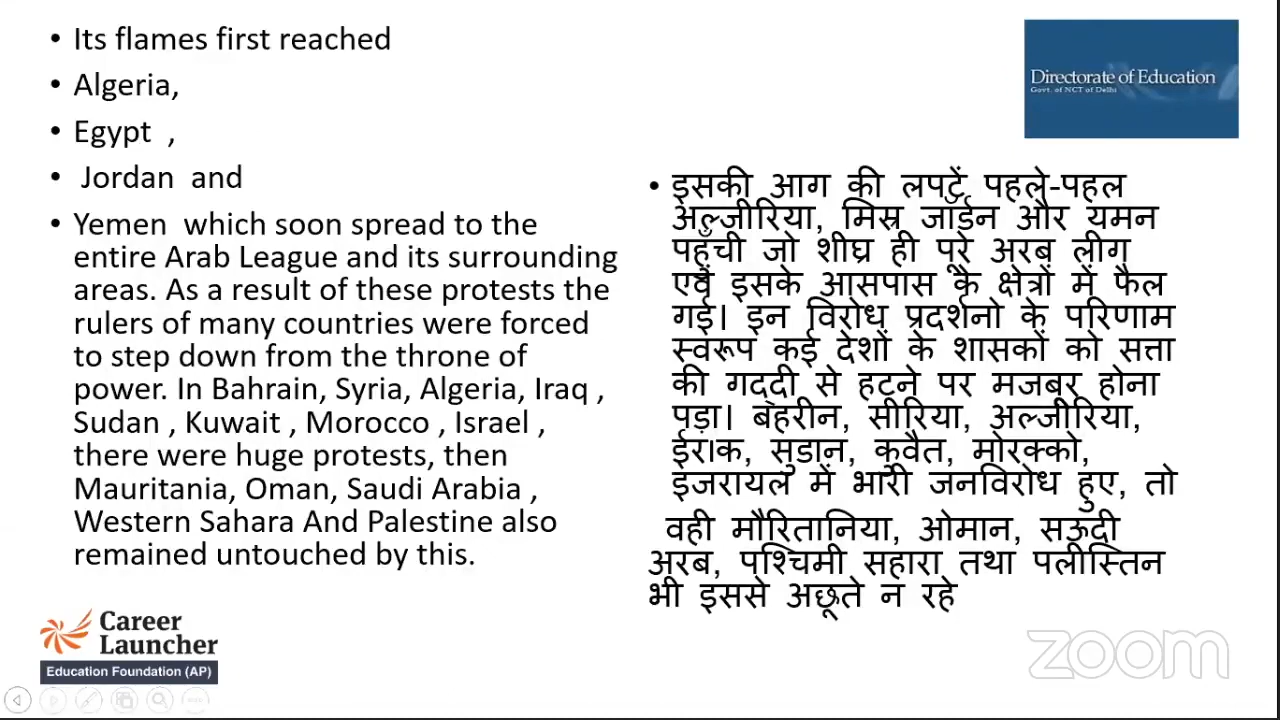 • Its flames first reached
• Algeria,
• Egypt ,
• Jordan and
• Yemen which soon spread to the
entire Arab League and its surrounding
areas. As a result of these protests the
rulers of many countries were forced
to step down from the throne of
power. In Bahrain, Syria, Algeria, Iraq ,
Sudan , Kuwait , Morocco , Israel ,
there were huge protests, then
Mauritania, Oman, Saudi Arabia ,
Western Sahara And Palestine also
remained untouched by this.
Directorate of Education
Govt. of NCT of Delhi
• इसकी आग की लपटें पहले-पहल
अल्जीरिया, मिस्र जार्डन और यमन
पहुँची जो शीघ्र ही पूरे अरब लीग
एवं इसके आसपास के क्षेत्रों में फैल
गई। इन विरोध प्रदर्शनो के परिणाम
स्वरूप कई देशों के शासकों को सत्ता
की गद्दी से हटने पर मजबूर होना
पड़ा। बहरीन, सीरिया, अल्जीरिया,
ईराक, सुडान, कुवैत, मोरक्को,
इजरायल में भारी जनविरोध हुए, तो
वही मौरितानिया, ओमान, सऊदी
अरब, पश्चिमी सहारा तथा पलीस्तिन
भी इससे अछूते न रहे
Career
Launcher
Education Foundation (AP)
zoom